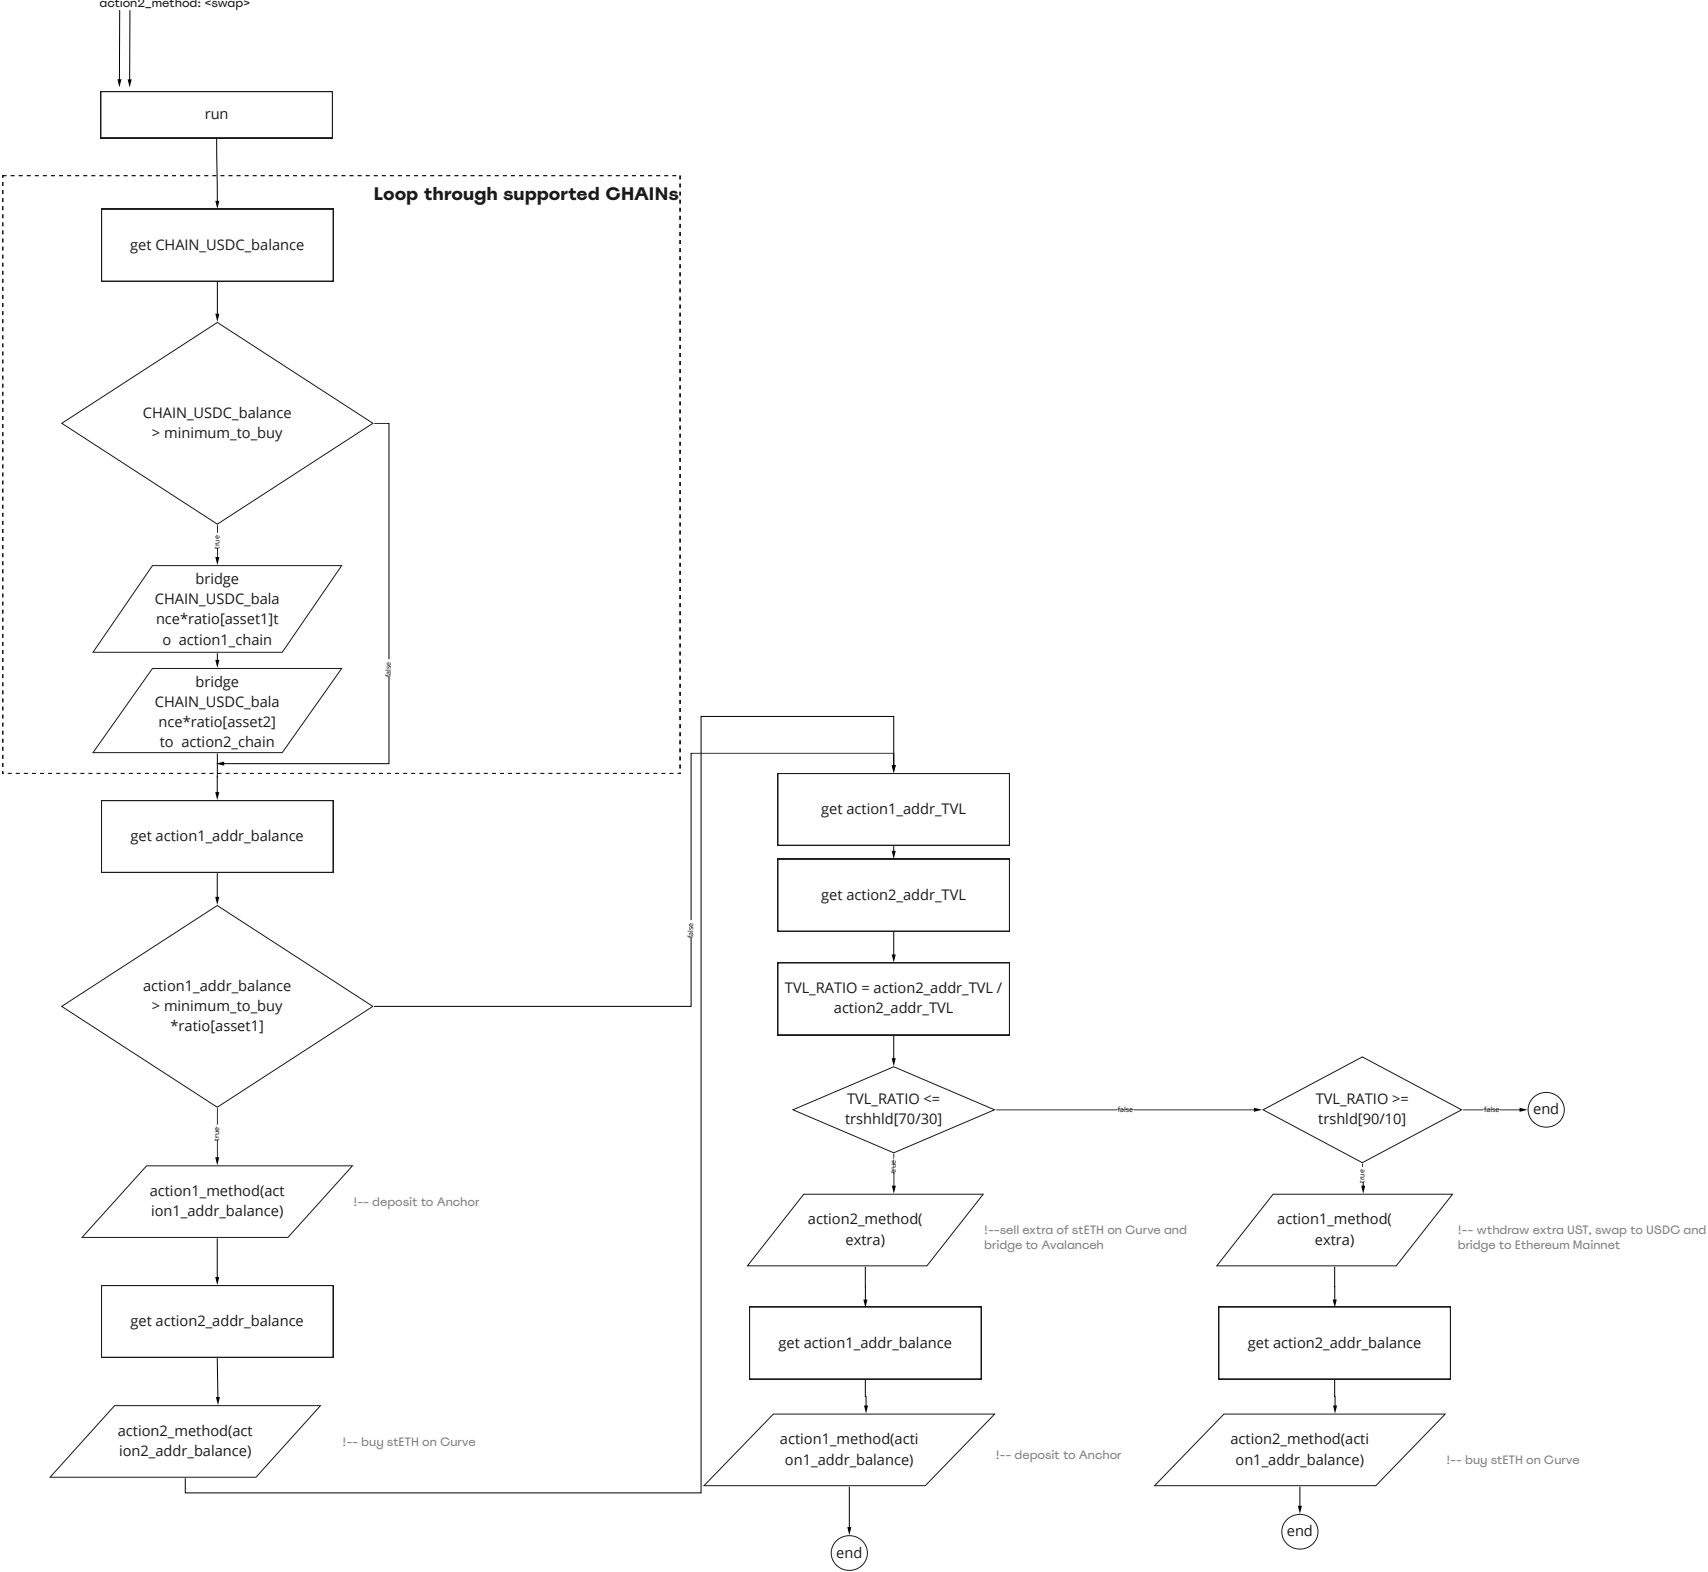 action2_method: <swap>
run
Loop through supported CHAINs
get CHAIN_USDC_balance
CHAIN_USDC_balance
> minimum_to_buy
true
bridge
CHAIN_USDC_bala
nce*ratio[asset1]t
o action1_chain
false
bridge
CHAIN_USDC_bala
nce*ratio[asset2]
to action2_chain
get action1_addr_balance
action1_addr_balance
> minimum_to_buy
*ratio[asset1]
false
true
action1_method(act
ion1_addr_balance)
!-- deposit to Anchor
get action2_addr_balance
action2_method(act
ion2_addr_balance)
!-- buy stETH on Curve
get action1_addr_TVL
get action2_addr_TVL
TVL_RATIO = action2_addr_TVL /
action2_addr_TVL
TVL_RATIO <=
trshhld[70/30]
false
true
action2_method(
extra)
!--sell extra of stETH on Curve and
bridge to Avalanceh
get action1_addr_balance
action1_method(acti
on1_addr_balance)
!-- deposit to Anchor
end
TVL_RATIO >=
trshld[90/10]
false
end
true
action1_method(
extra)
!-- wthdraw extra UST, swap to USDC and
bridge to Ethereum Mainnet
get action2_addr_balance
action2_method(acti
on1_addr_balance)
!-- buy stETH on Curve
end